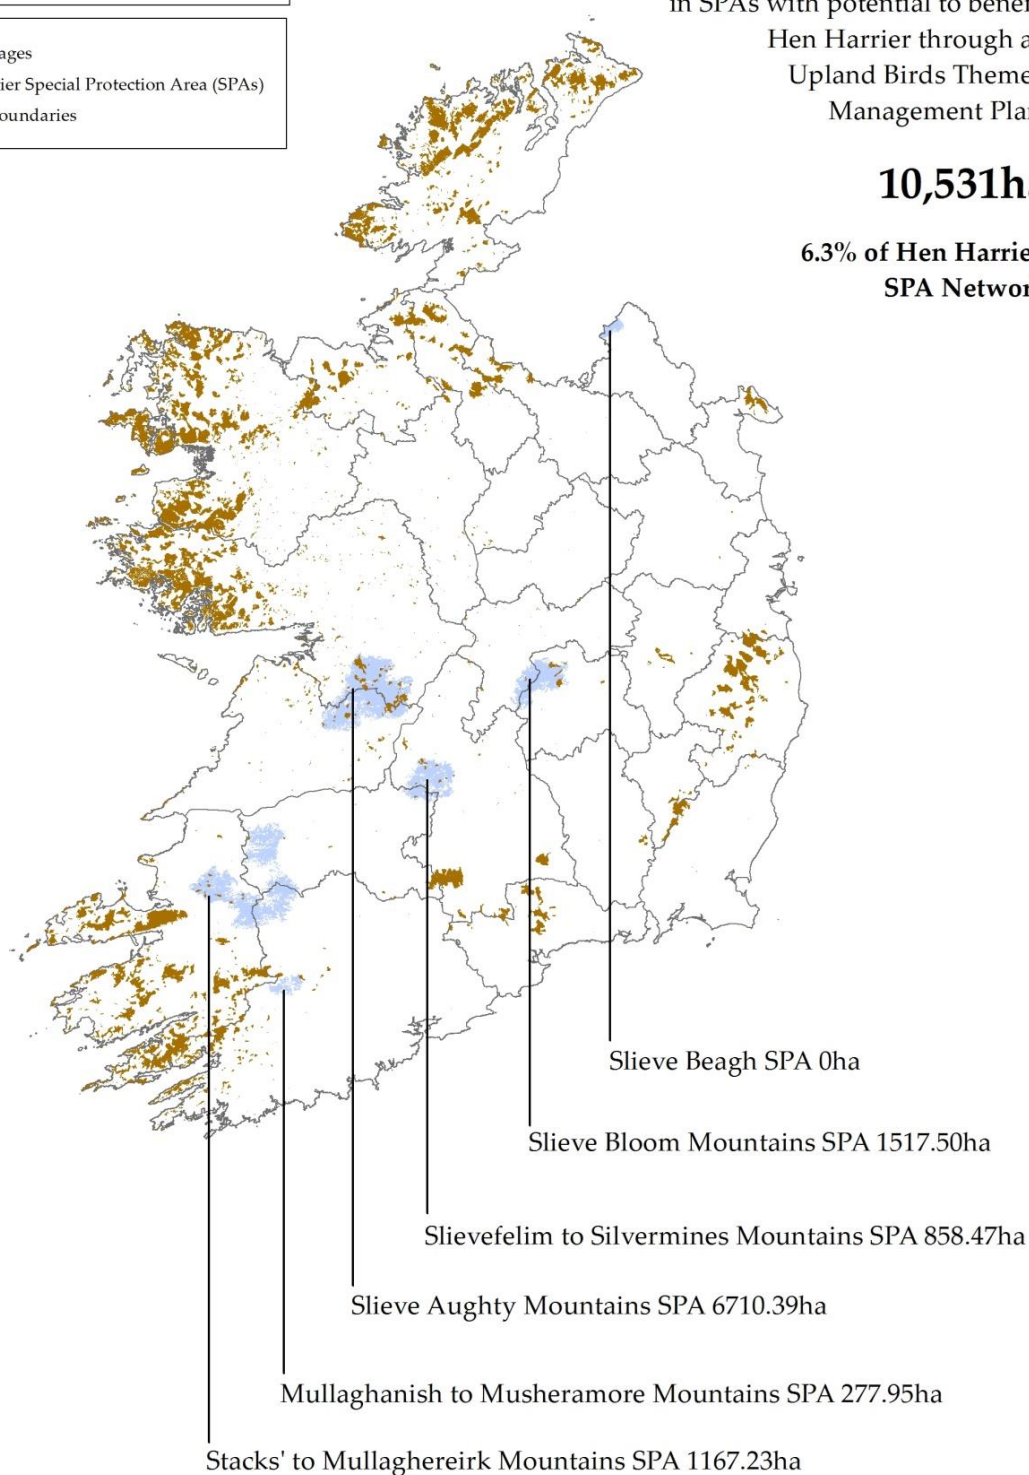 ages
ier Special Protection Area (SPAs)
oundaries
in SPAs with potential to benef
Hen Harrier through a
Upland Birds Theme
Management Pla
10,531h
6.3% of Hen Harrie
SPA Networ
Slieve Beagh SPA 0ha
Slieve Bloom Mountains SPA 1517.50ha
Slievefelim to Silvermines Mountains SPA 858.47ha
Slieve Aughty Mountains SPA 6710.39ha
Mullaghanish to Musheramore Mountains SPA 277.95ha
Stacks' to Mullaghereirk Mountains SPA 1167.23ha